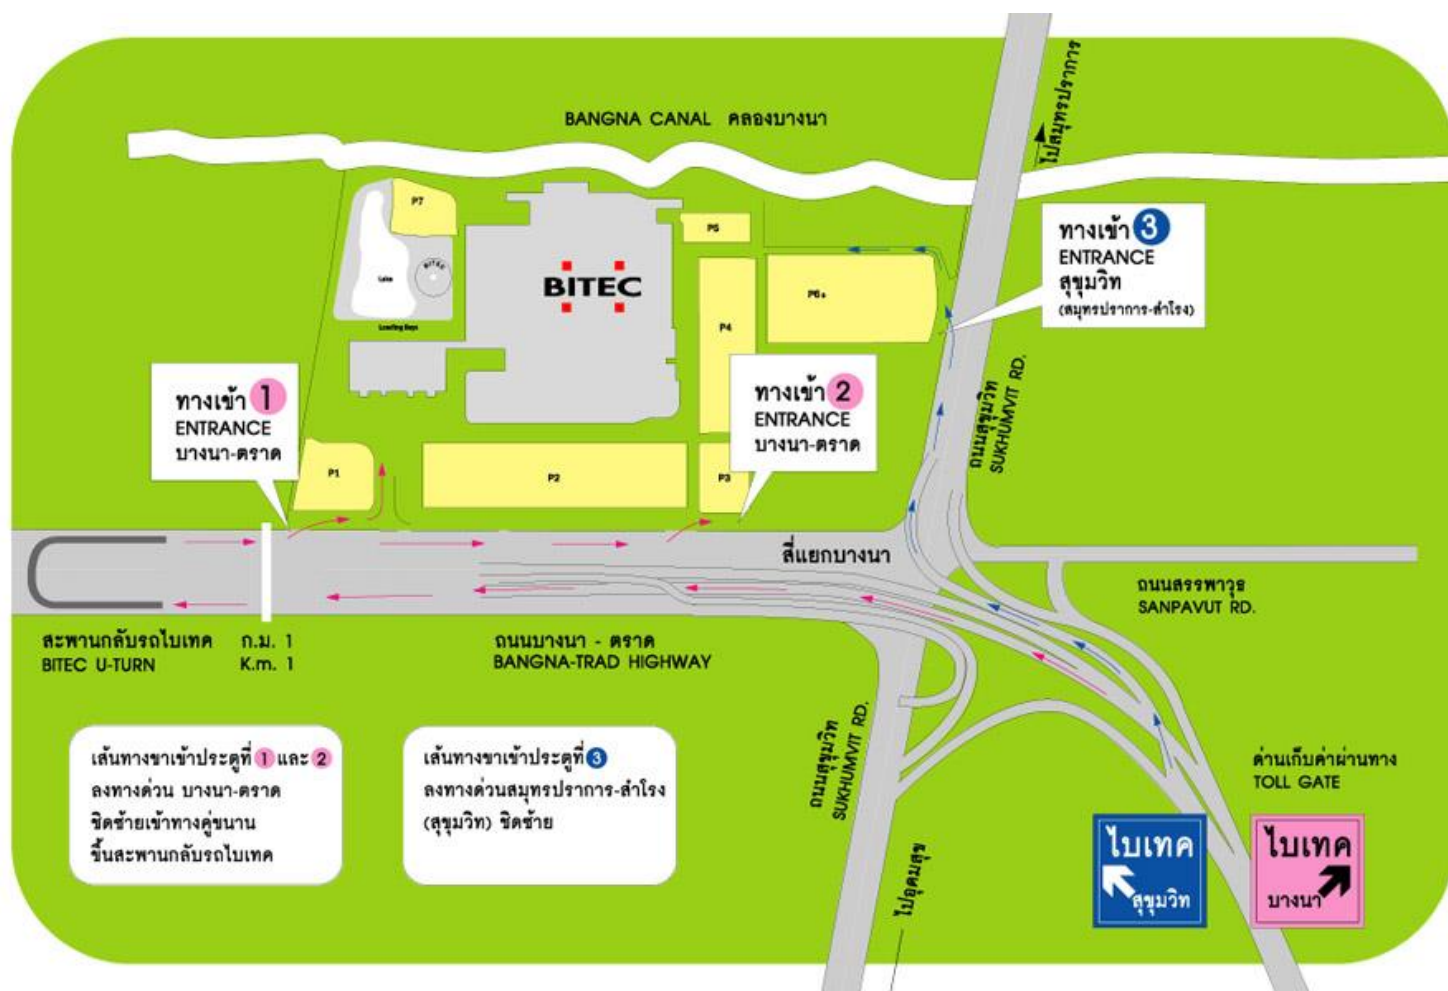 BANGNA CANAL คลองบางนา
ไปสมุทรปราการ
P7
P5
ทางเข้า 3
ENTRANCE
สุขุมวิท
(สมุทรปราการ-สำโรง)
BITEC
Lake
BITEC
P6a
Loading Bays
P4
ทางเข้า 1
ENTRANCE
บางนา-ตราด
ทางเข้า 2
ENTRANCE
บางนา-ตราด
ถนนสุขุมวิท
SUKHUMVIT RD.
P1
P2
P3
สี่แยกบางนา
ถนนสรรพาวุธ
SANPAVUT RD.
สะพานกลับรถไบเทค
BITEC U-TURN
ก.ม. 1
K.m. 1
ถนนบางนา - ตราด
BANGNA-TRAD HIGHWAY
ถนนสุขุมวิท
SUKHUMVIT RD.
เส้นทางขาเข้าประตูที่ 1 และ 2
ลงทางด่วน บางนา-ตราด
ชิดซ้ายเข้าทางคู่ขนาน
ขึ้นสะพานกลับรถไบเทค
เส้นทางขาเข้าประตูที่ 3
ลงทางด่วนสมุทรปราการ-สำโรง
(สุขุมวิท) ชิดซ้าย
ด่านเก็บค่าผ่านทาง
TOLL GATE
ไปอุดมสุข
ไบเทค
สุขุมวิท
ไบเทค
บางนา